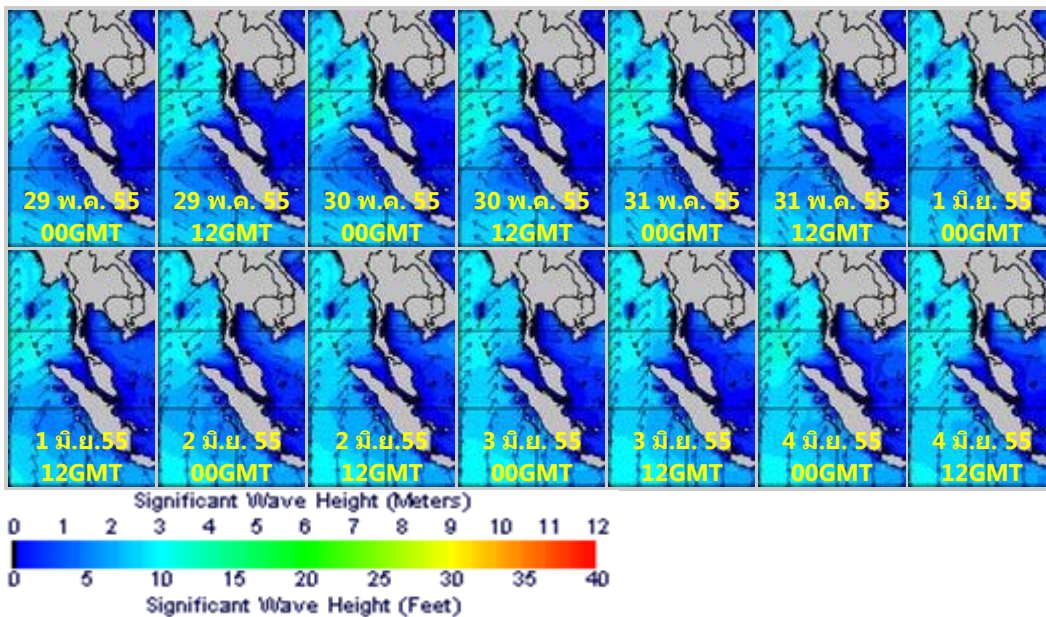 29 พ.ค. 55
00GMT
29 พ.ค. 55
12GMT
30 พ.ค. 55
00GMT
30 พ.ค. 55
12GMT
31 พ.ค. 55
00GMT
31 พ.ค. 55
12GMT
1 มิ.ย. 55
00GMT
1 มิ.ย.55
12GMT
2 มิ.ย. 55
00GMT
2 มิ.ย. 55
12GMT
3 มิ.ย. 55
00GMT
3 มิ.ย. 55
12GMT
4 มิ.ย. 55
00GMT
4 มิ.ย. 55
12GMT
Significant Wave Height (Meters)
0 1 2 3 4 5 6 7 8 9 10 11 12
0 5 10 15 20 25 30 35 40
Significant Wave Height (Feet)